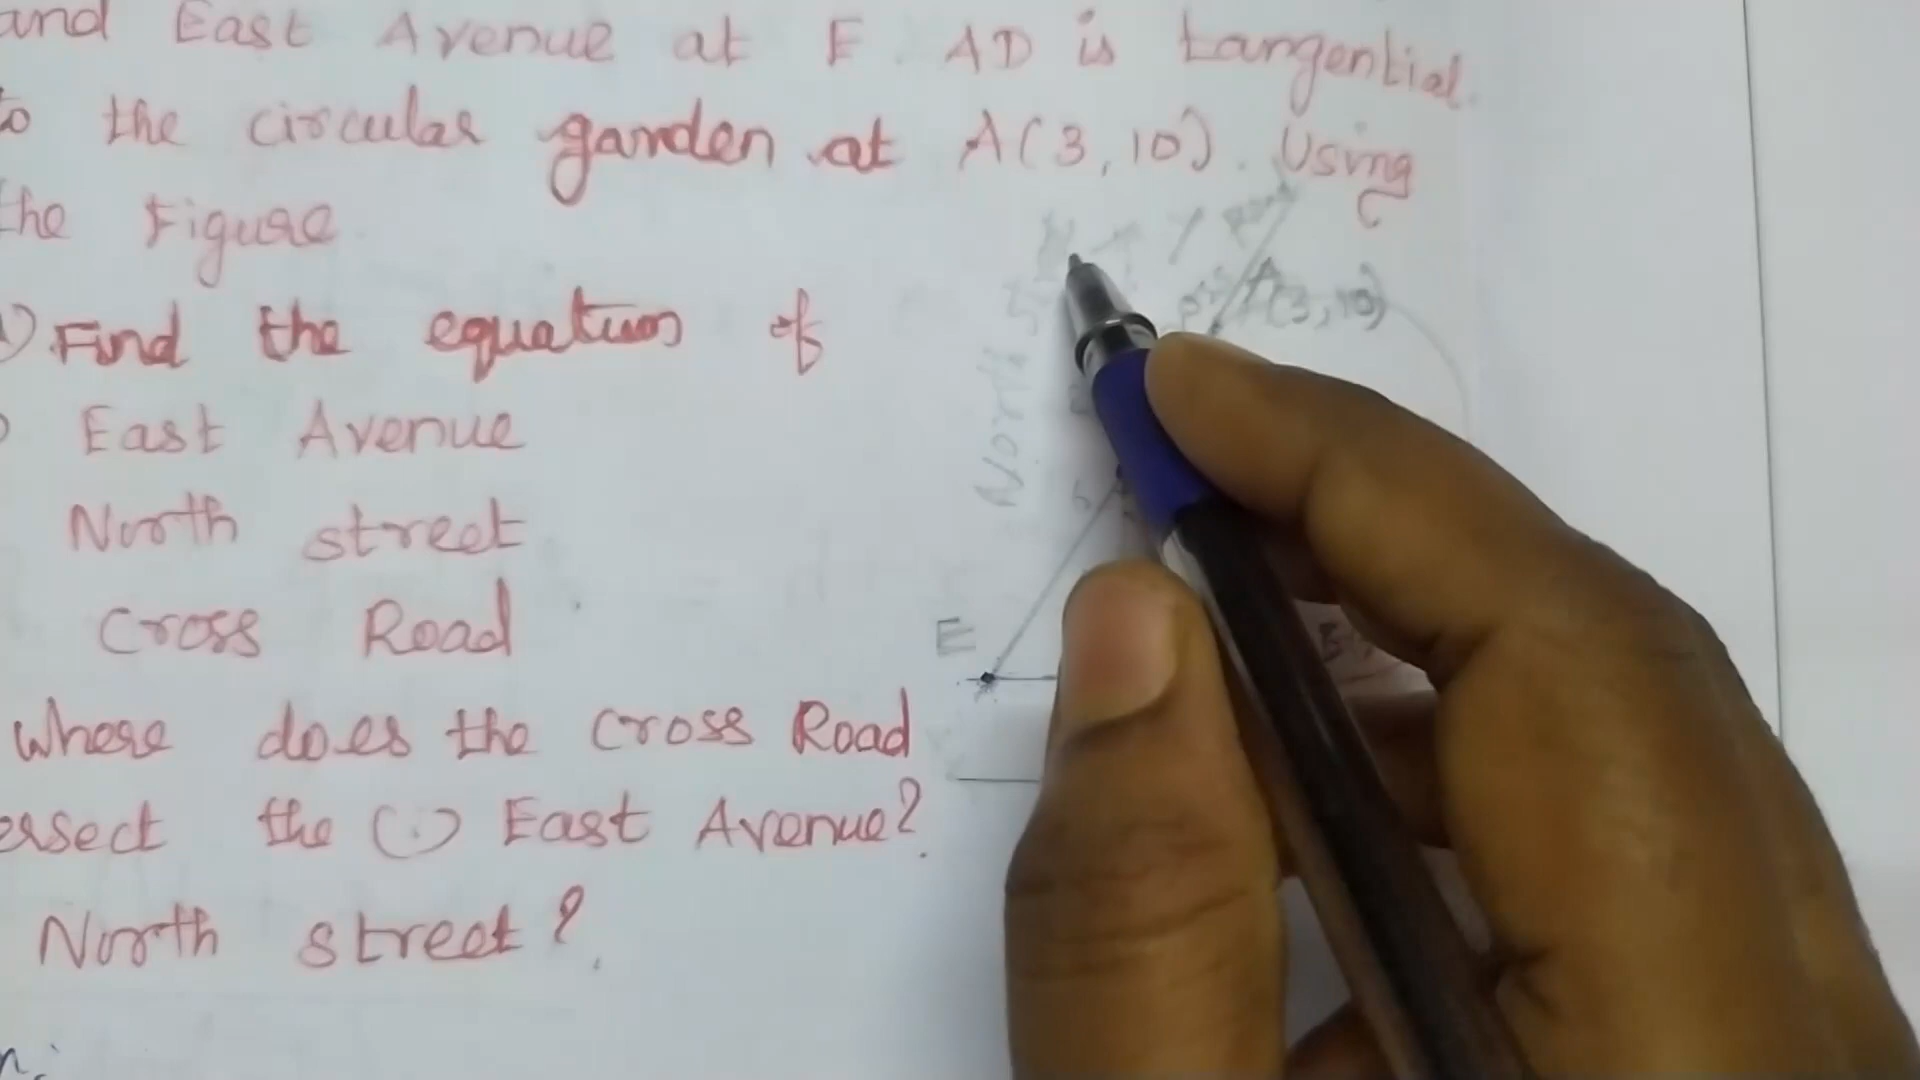 and East Avenue at E AD is tangential
to the circular garden at A(3,10). Using
the Figure
Find the equation of
East Avenue
North street
Cross Road
Where does the cross Road
ersect the (i) East Avenue?
North street?
North
Y
A(3,10)
E